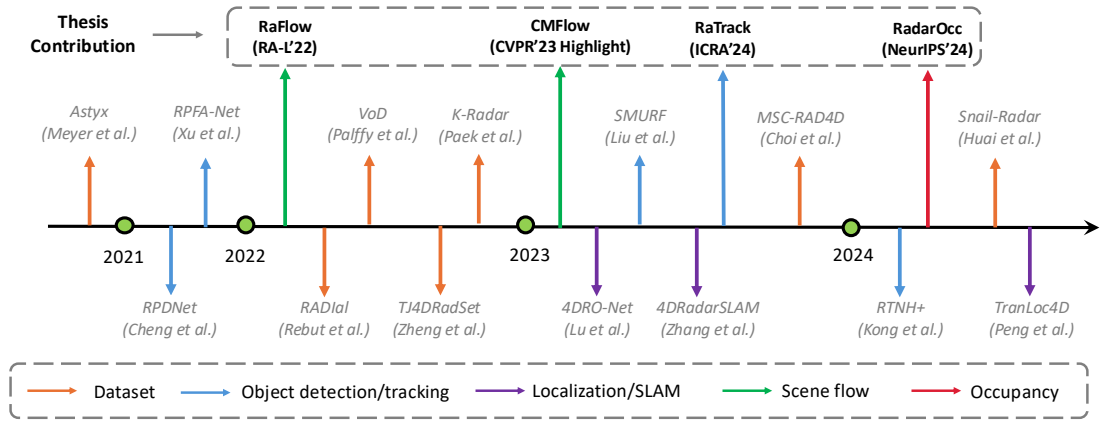 Thesis
Contribution
RaFlow
(RA-L’22)
CMFlow
(CVPR’23 Highlight)
RaTrack
(ICRA’24)
RadarOcc
(NeurIPS’24)
Astyx
(Meyer et al.)
RPFA-Net
(Xu et al.)
VoD
(Palffy et al.)
K-Radar
(Paek et al.)
SMURF
(Liu et al.)
MSC-RAD4D
(Choi et al.)
Snail-Radar
(Huai et al.)
2021
2022
2023
2024
RPDNet
(Cheng et al.)
RADIal
(Rebut et al.)
TJ4DRadSet
(Zheng et al.)
4DRO-Net
(Lu et al.)
4DRadarSLAM
(Zhang et al.)
RTNH+
(Kong et al.)
TranLoc4D
(Peng et al.)
Dataset
Object detection/tracking
Localization/SLAM
Scene flow
Occupancy